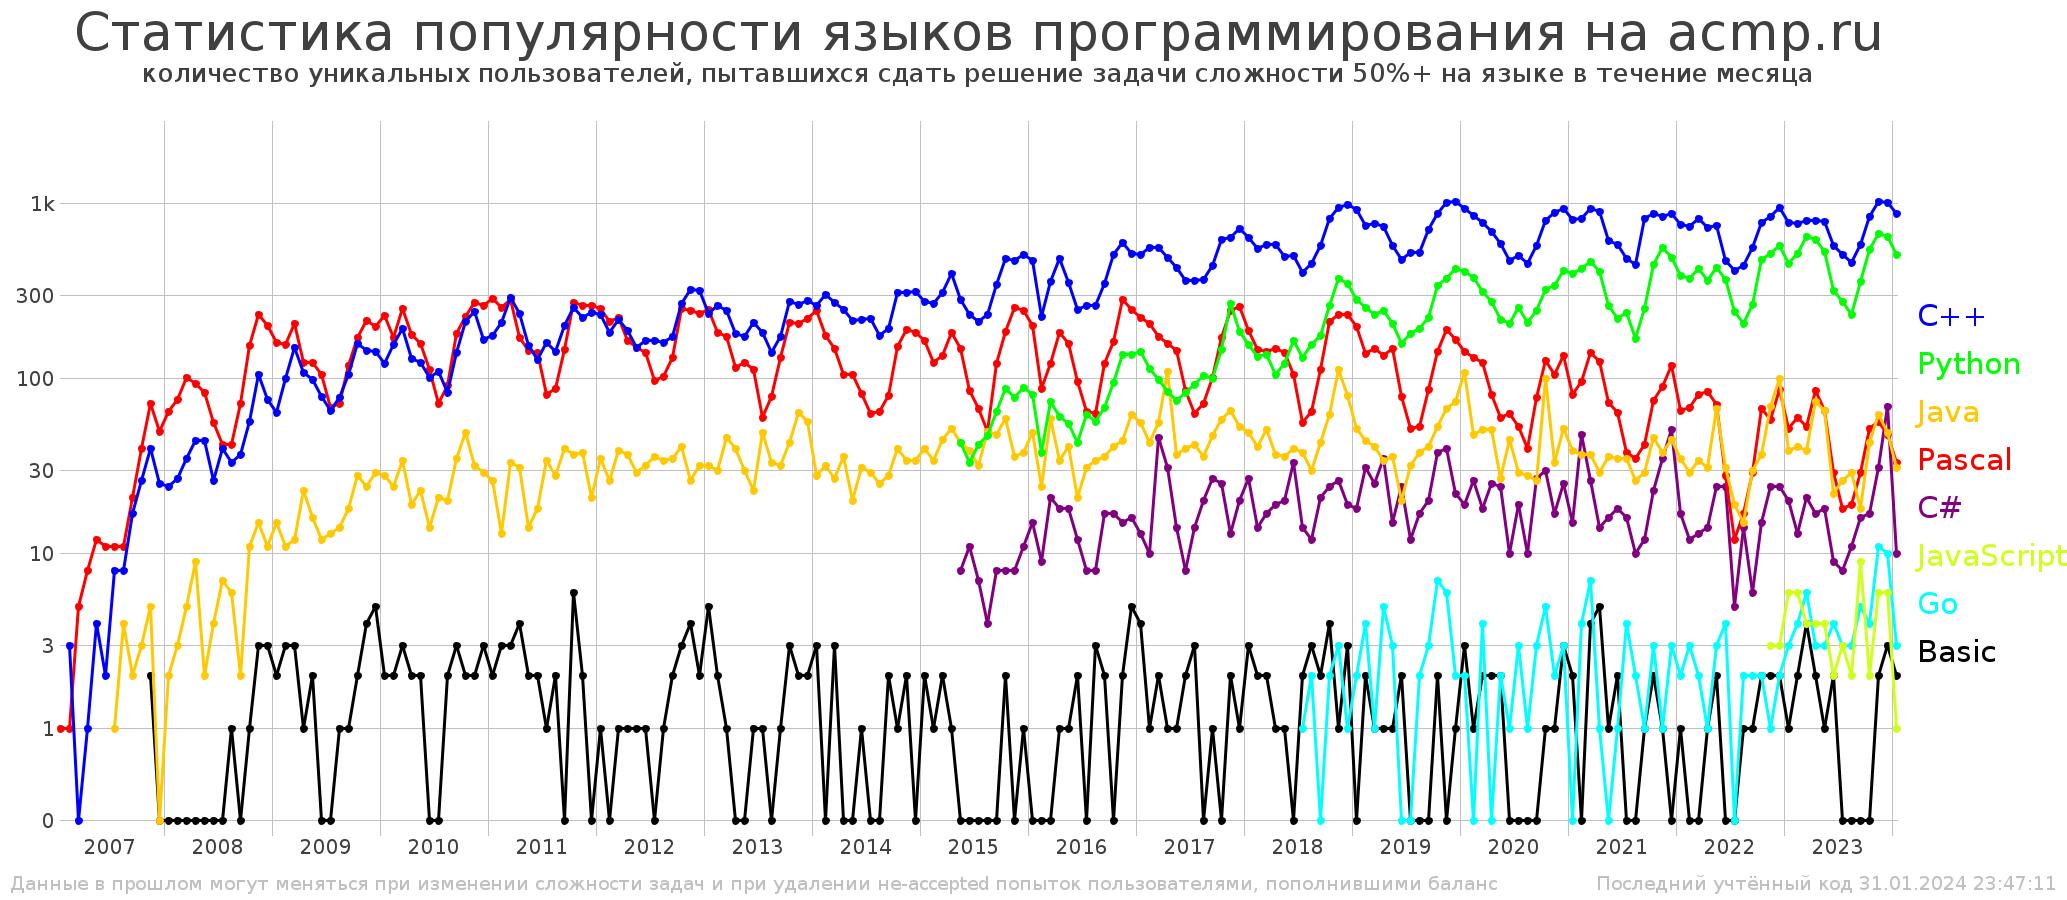 Статистика популярности языков программирования на acmp.ru
количество уникальных пользователей, пытавшихся сдать решение задачи сложности 50%+ на языке в течение месяца
1k
300
100
30
10
3
1
0
C++
Python
Java
Pascal
C#
JavaScript
Go
Basic
2007 2008 2009 2010 2011 2012 2013 2014 2015 2016 2017 2018 2019 2020 2021 2022 2023
Данные в прошлом могут меняться при изменении сложности задач и при удалении не-accepted попыток пользователями, пополнившими баланс
Последний учтённый код 31.01.2024 23:47:11